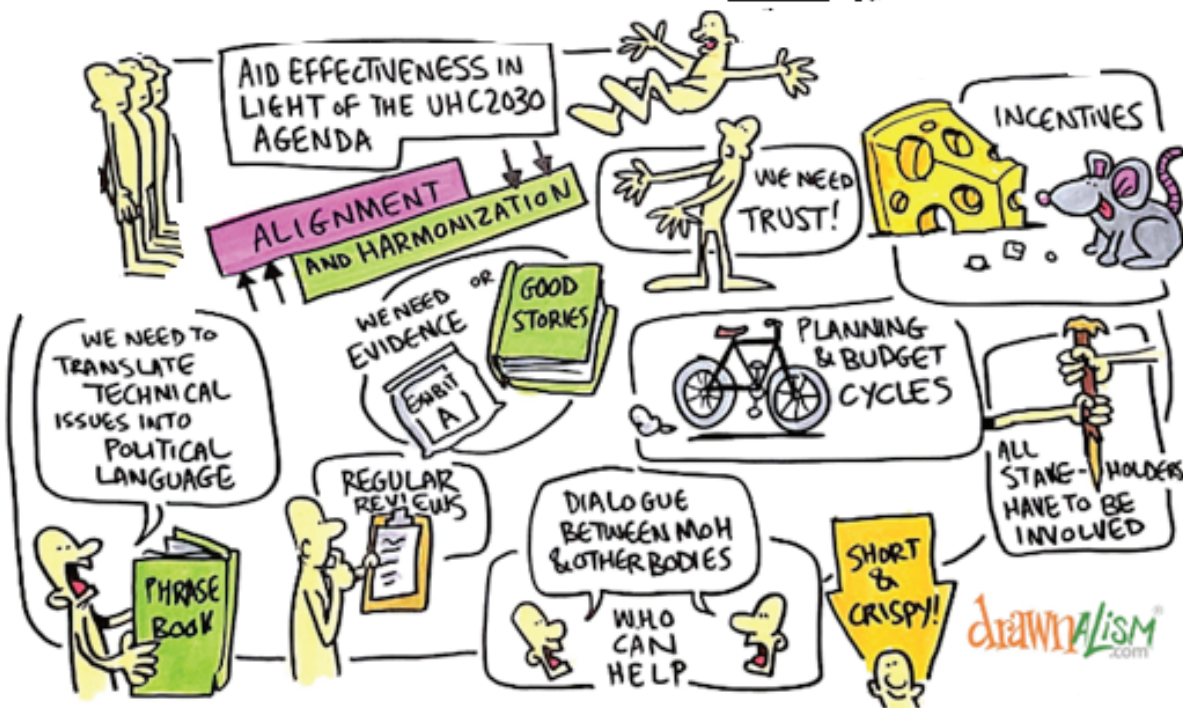 AID EFFECTIVENESS IN
LIGHT OF THE UHC2030
AGENDA
ALIGNMENT
AND HARMONIZATION
WE NEED
TRUST!
INCENTIVES
WE NEED OR
EVIDENCE
GOOD
STORIES
EXHIBIT
A
PLANNING
& BUDGET
CYCLES
WE NEED TO
TRANSLATE
TECHNICAL
ISSUES INTO
POLITICAL
LANGUAGE
PHRASE
BOOK
REGULAR
REVIEWS
DIALOGUE
BETWEEN MOH
& OTHER BODIES
WHO
CAN
HELP
ALL
STAKE-HOLDERS
HAVE TO BE
INVOLVED
SHORT
&
CRISPY!
drawnALISM®
.com